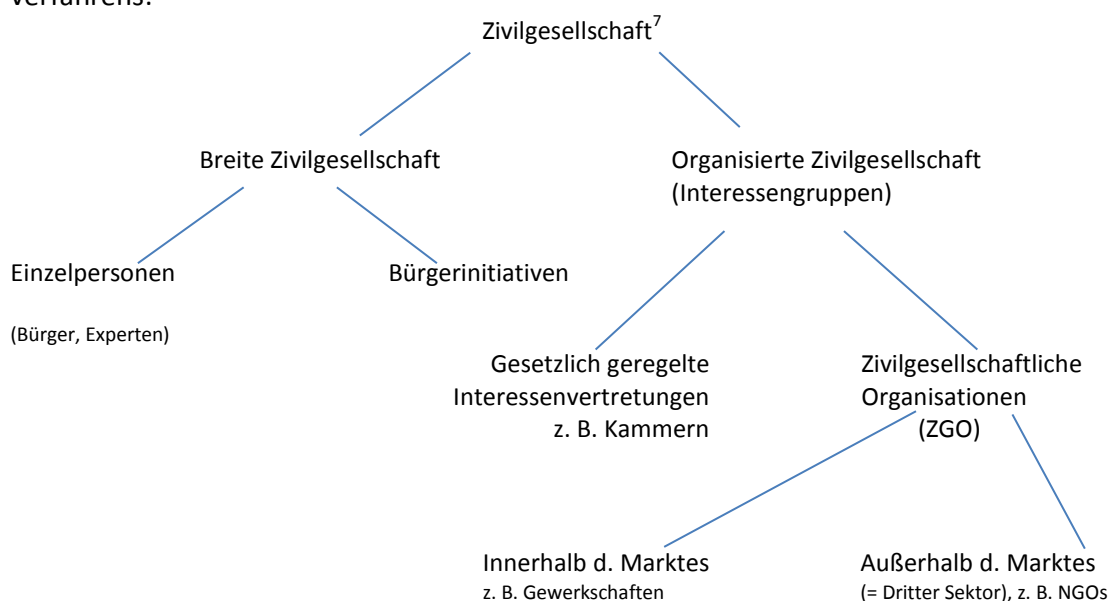 Zivilgesellschaft7
Breite Zivilgesellschaft
Organisierte Zivilgesellschaft
(Interessengruppen)
Einzelpersonen
Bürgerinitiativen
(Bürger, Experten)
Gesetzlich geregelte
Interessenvertretungen
z. B. Kammern
Zivilgesellschaftliche
Organisationen
(ZGO)
Innerhalb d. Marktes
z. B. Gewerkschaften
Außerhalb d. Marktes
(= Dritter Sektor), z. B. NGOs